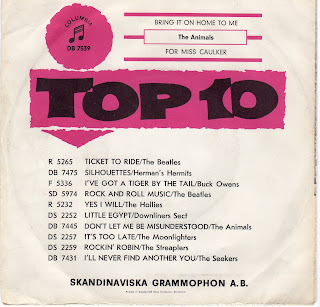 BRING IT ON HOME TO ME
COLUMBIA
DB 7539
The Animals
FOR MISS CAULKER
TOP 10
R 5265 TICKET TO RIDE/The Beatles
DB 7475 SILHOUETTES/Herman's Hermits
F 5336 I'VE GOT A TIGER BY THE TAIL/Buck Owens
SD 5974 ROCK AND ROLL MUSIC/The Beatles
R 5232 YES I WILL/The Hollies
DS 2252 LITTLE EGYPT/Downliners Sect
DB 7445 DON'T LET ME BE MISUNDERSTOOD/The Animals
DS 2257 IT'S TOO LATE/The Moonlighters
DS 2259 ROCKIN' ROBIN/The Streaplers
DB 7431 I'LL NEVER FIND ANOTHER YOU/The Seekers
SKANDINAVISKA GRAMMOPHON A.B.